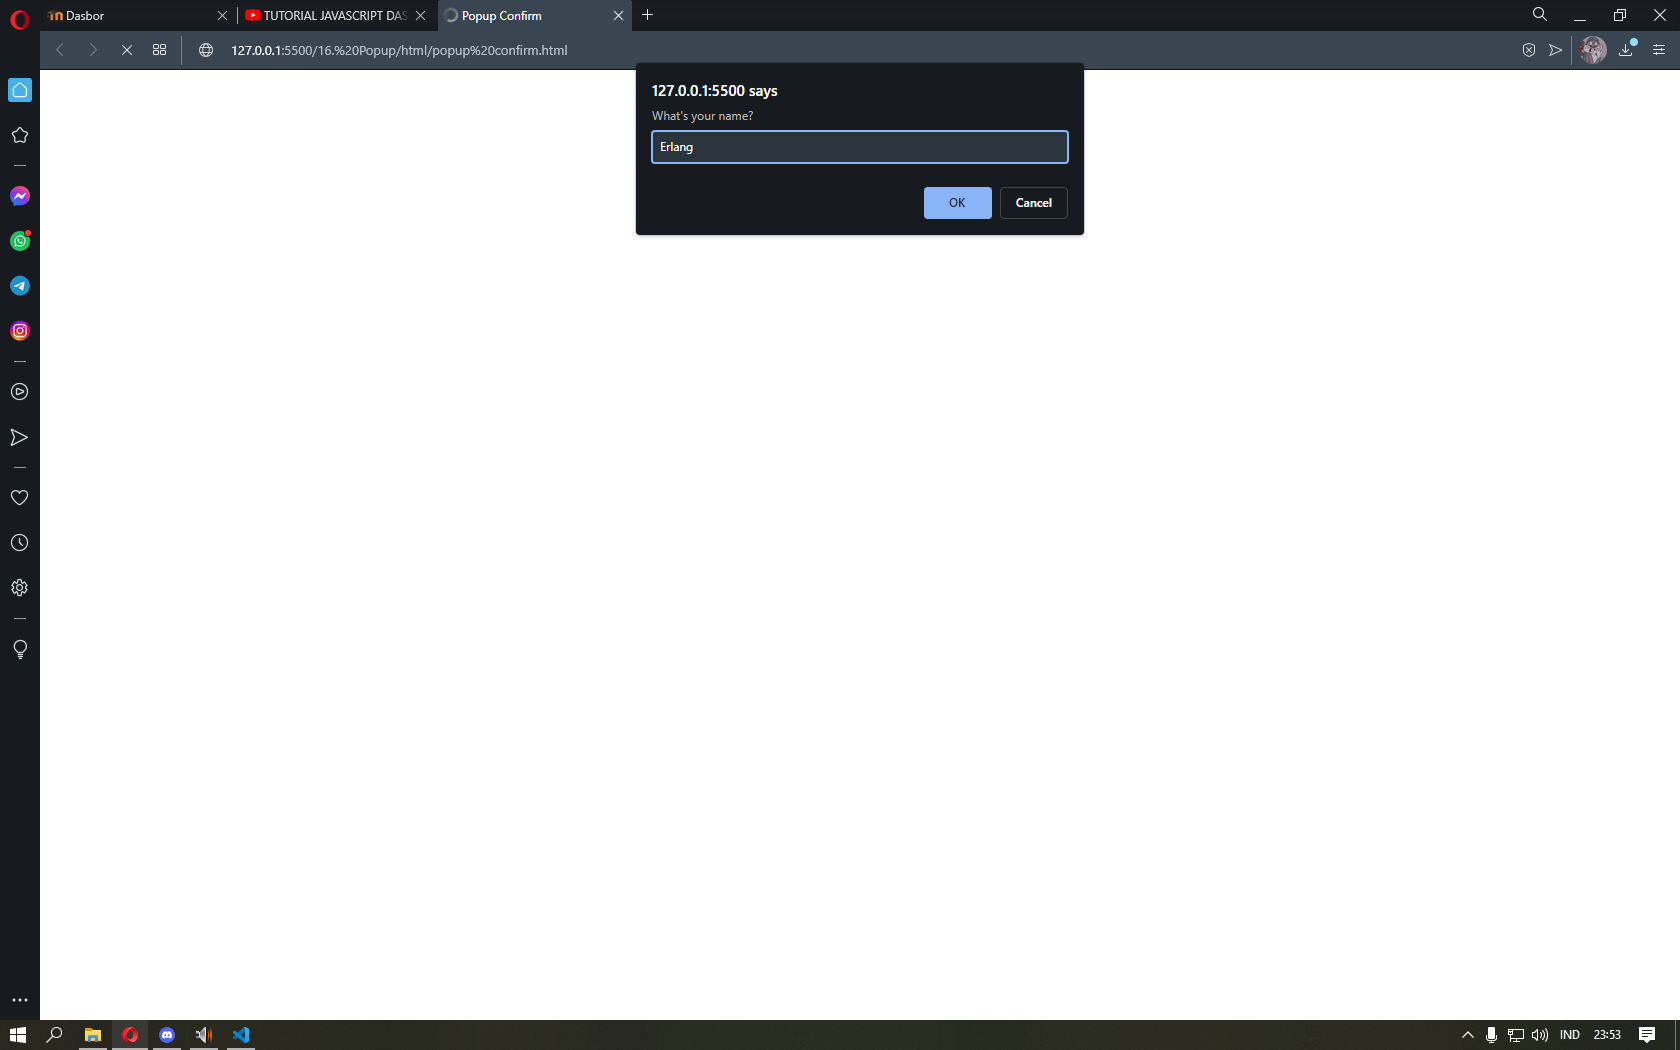 Dasbor
TUTORIAL JAVASCRIPT DAS
Popup Confirm
127.0.0.1:5500/16.%20Popup/html/popup%20confirm.html
127.0.0.1:5500 says
What's your name?
Erlang
OK
Cancel
IND
23:53